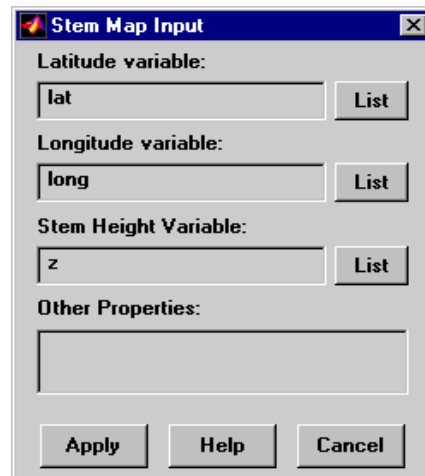 Stem Map Input
Latitude variable:
lat List
Longitude variable:
long List
Stem Height Variable:
z List
Other Properties:
Apply Help Cancel